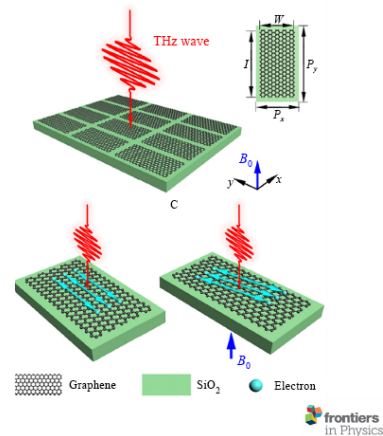 THz wave
W
l
P_y
P_x
B_0
y
x
C
B_0
Graphene
SiO_2
Electron
frontiers
in Physics